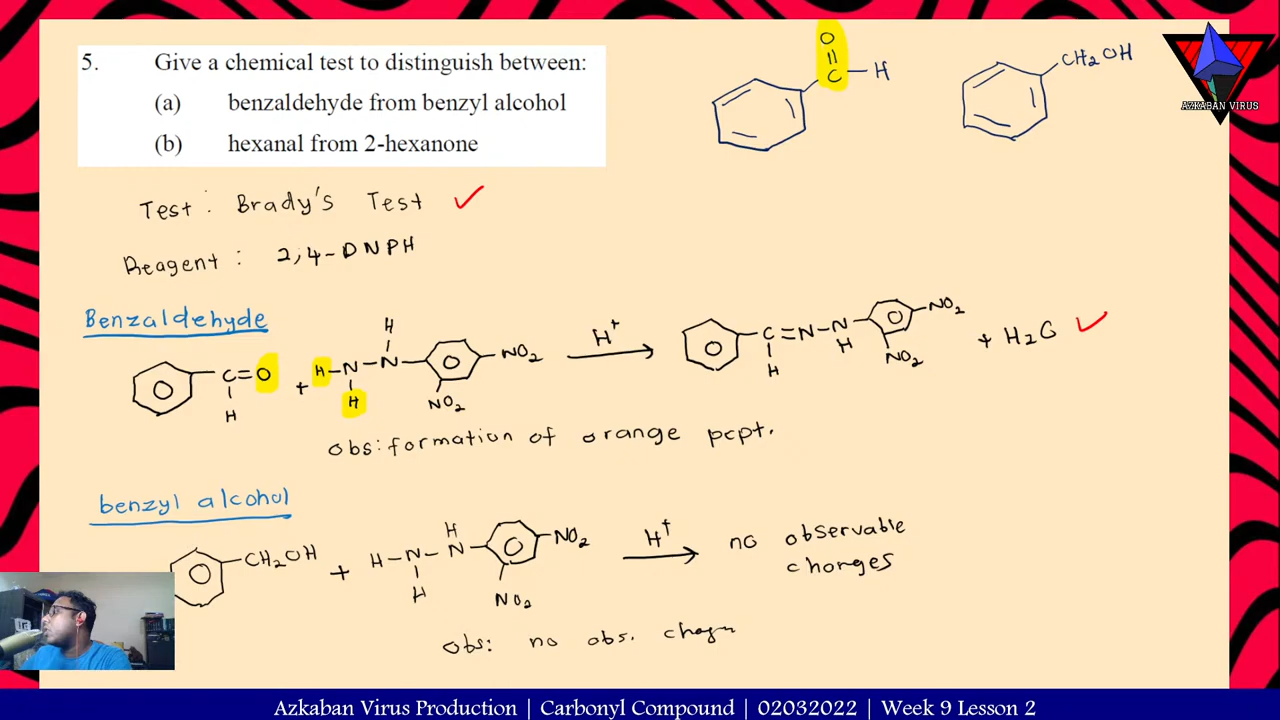 5. Give a chemical test to distinguish between:
(a) benzaldehyde from benzyl alcohol
(b) hexanal from 2-hexanone
O
C
H
CH2OH
AZKABAN VIRUS
Test: Brady's Test
Reagent: 2,4-DNPH
Benzaldehyde
C=O
H
+
H-N-N
H
H
NO2
NO2
H+
C=N-N
H
H
NO2
NO2
+ H2O
obs: formation of orange pcpt.
benzyl alcohol
CH2OH
+
H-N-N
H
H
NO2
NO2
H+
no observable
changes
obs: no obs.
Azkaban Virus Production | Carbonyl Compound | 02032022 | Week 9 Lesson 2